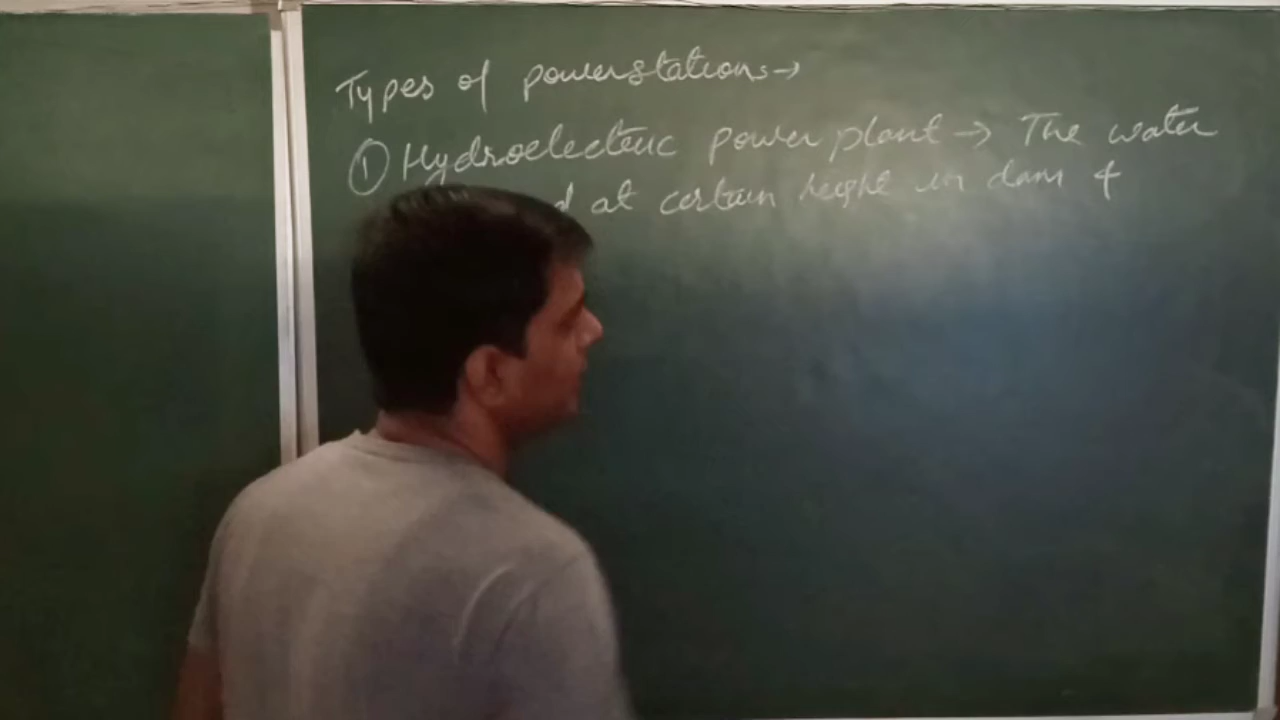 Types of powerstations→
① Hydroelectric power plant → The water
at certain height in dam &